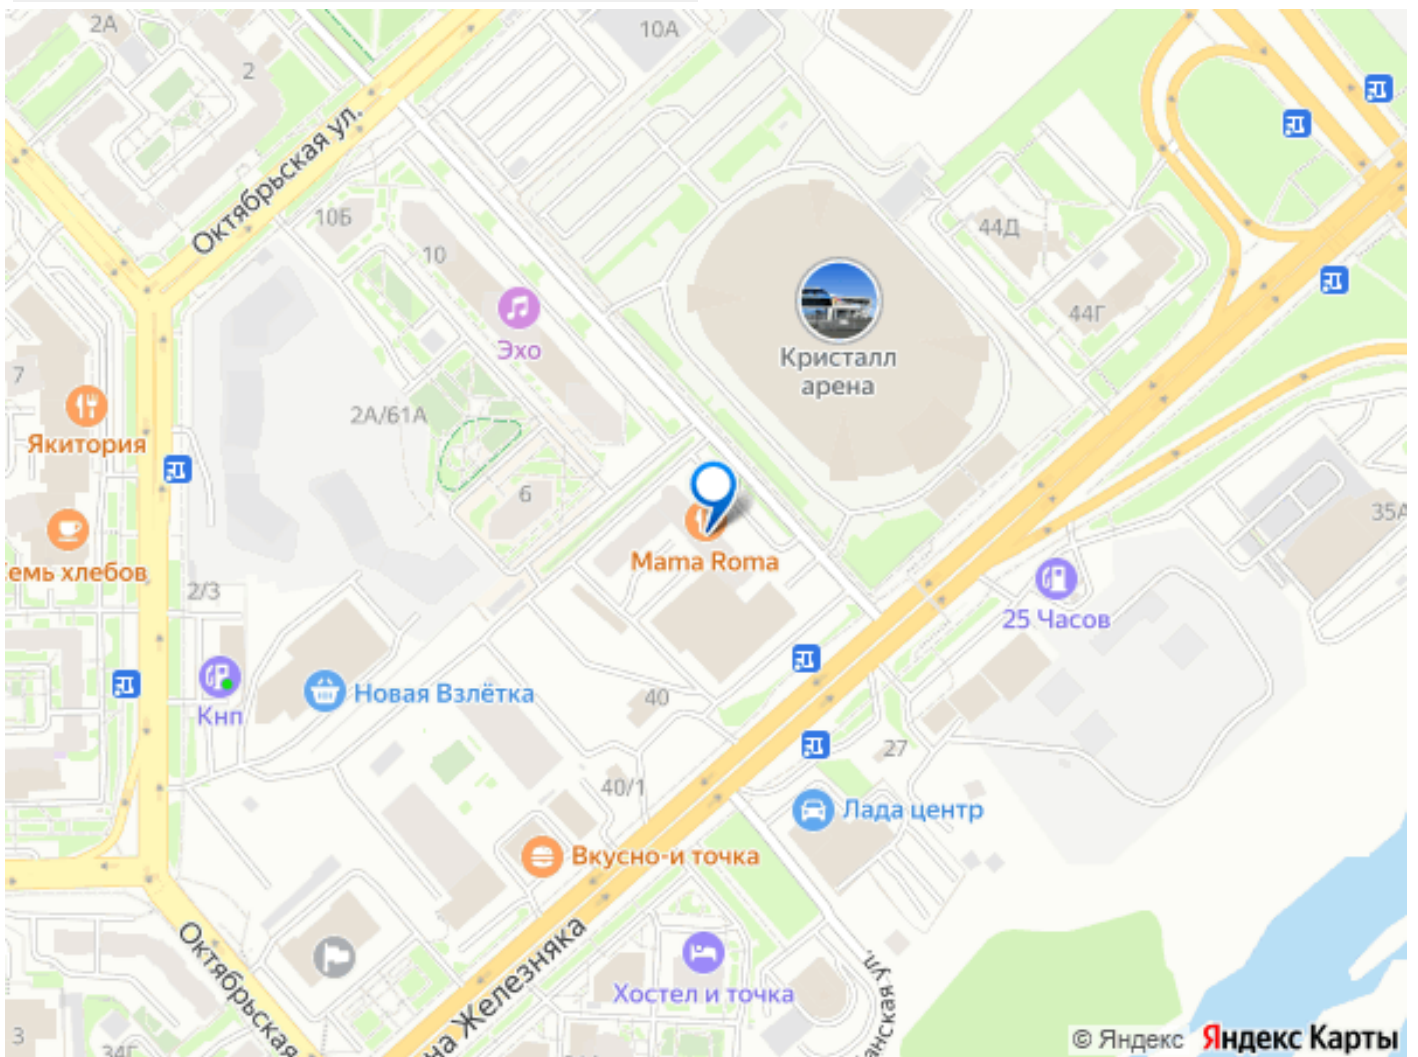 2А
10А
2
Октябрьская ул.
10Б
10
44Д
44Г
Эхо
Кристалл
арена
7
2А/61А
Якитория
6
35А
Mama Roma
емь хлебов
2/3
25 Часов
Новая Взлётка
40
Кнп
27
40/1
Лада центр
Вкусно-и точка
Октябрьская
на Железняка
Хостел и точка
анская ул.
3
34Г
© Яндекс Яндекс Карты